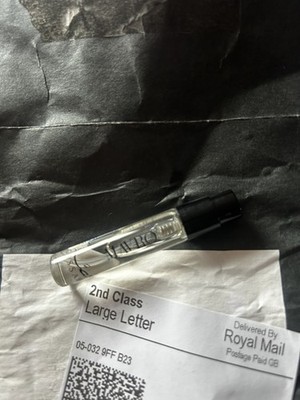 2nd Class
Large Letter
Delivered By
Royal Mail
Postage Paid GB
05-032 9FF B23